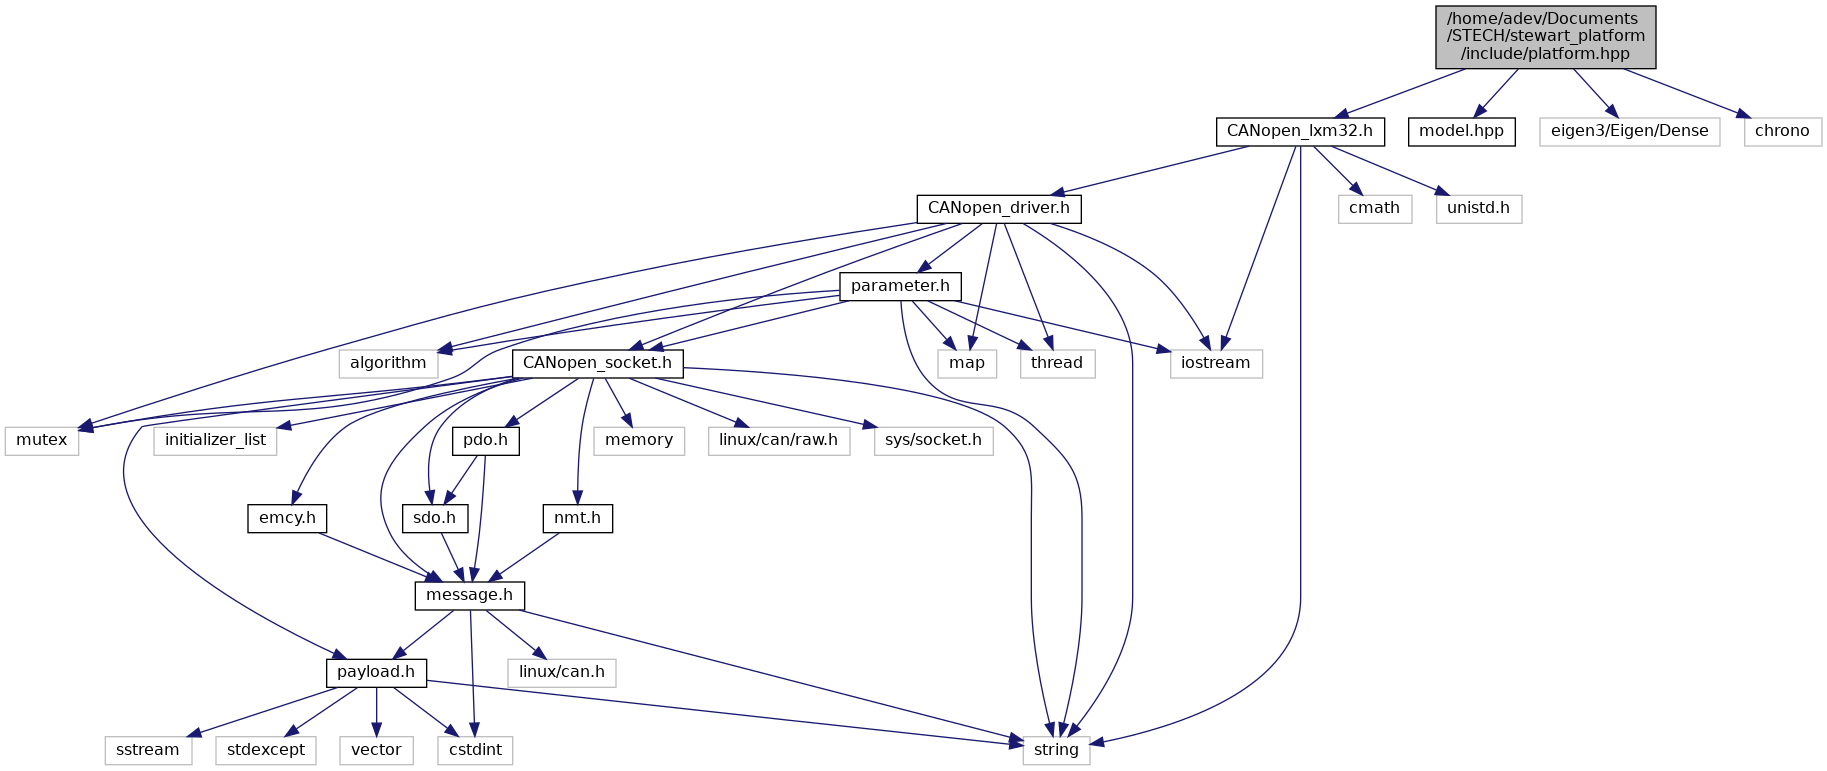 /home/adev/Documents
/STECH/stewart_platform
/include/platform.hpp
CANopen_lxm32.h
model.hpp
eigen3/Eigen/Dense
chrono
CANopen_driver.h
cmath
unistd.h
parameter.h
algorithm
CANopen_socket.h
map
thread
iostream
mutex
initializer_list
pdo.h
memory
linux/can/raw.h
sys/socket.h
emcy.h
sdo.h
nmt.h
message.h
payload.h
linux/can.h
sstream
stdexcept
vector
cstdint
string